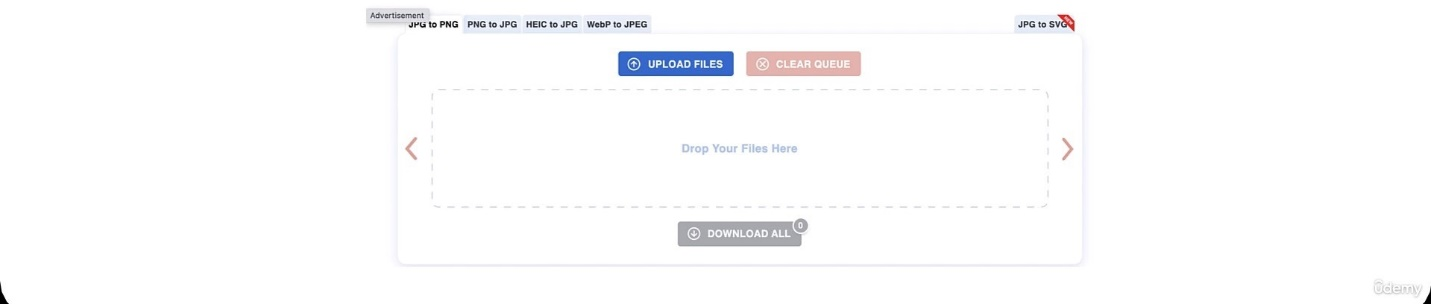 Advertisement
JPG to PNG
PNG to JPG
HEIC to JPG
WebP to JPEG
JPG to SVG
UPLOAD FILES
CLEAR QUEUE
Drop Your Files Here
DOWNLOAD ALL
0
ûdemy